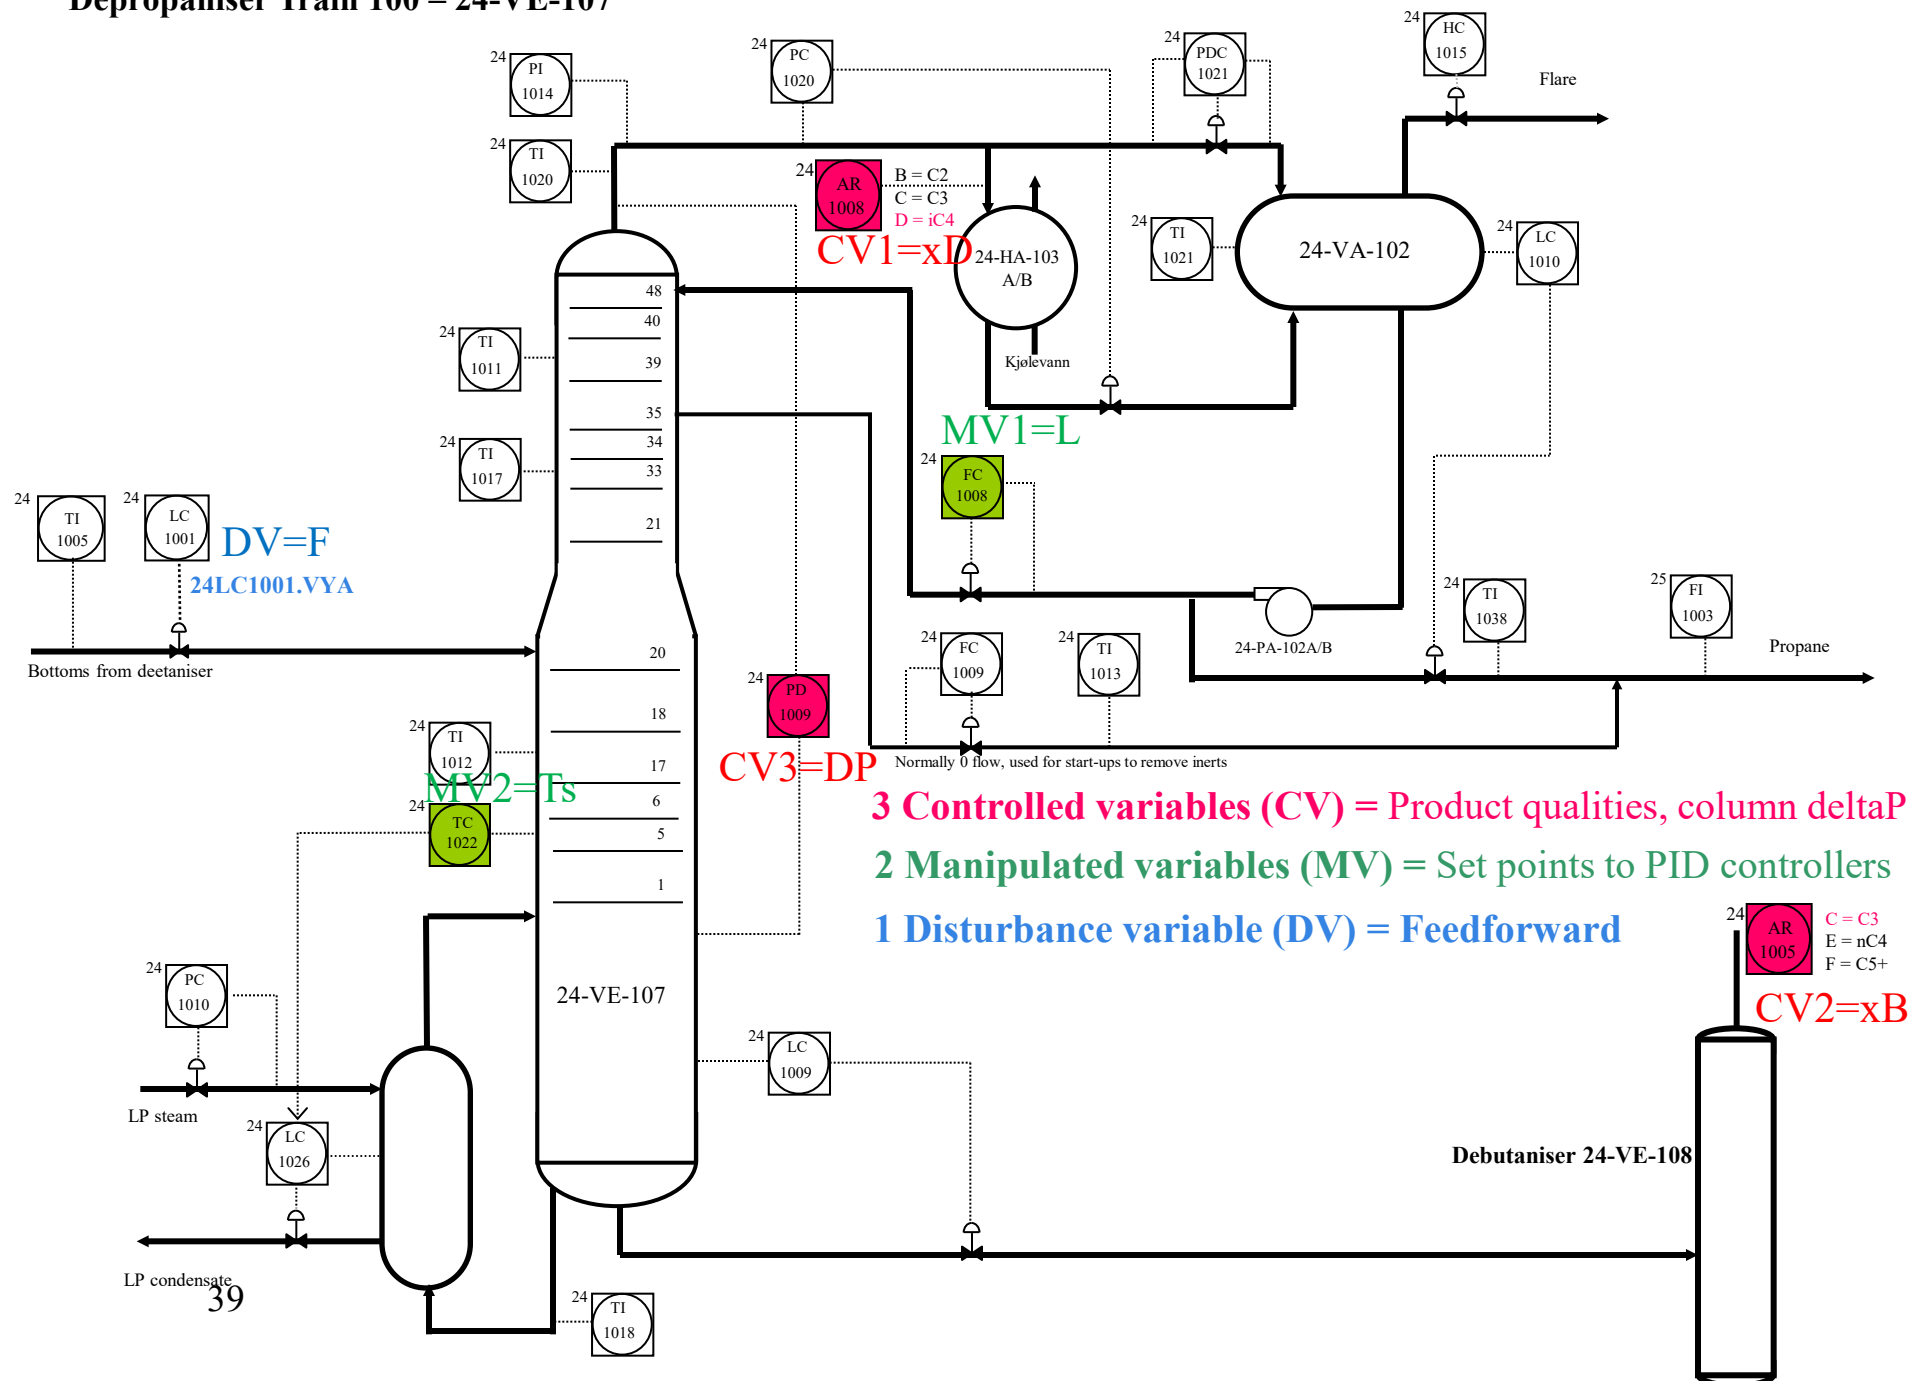 Depropaniser Train 100 – 24-VE-107
24
PI
1014
24
PC
1020
24
PDC
1021
24
HC
1015
Flare
24
TI
1020
24
AR
1008
B = C2
C = C3
D = iC4
CV1=xD
24-HA-103
A/B
Kjølevann
24
TI
1021
24-VA-102
24
LC
1010
48
40
39
35
34
33
21
20
18
17
6
5
1
24
TI
1011
24
TI
1017
MV1=L
24
FC
1008
24
TI
1005
24
LC
1001
DV=F
24LC1001.VYA
Bottoms from deetaniser
24-PA-102A/B
24
FC
1009
24
TI
1013
24
TI
1038
25
FI
1003
Propane
24
PD
1009
CV3=DP
Normally 0 flow, used for start-ups to remove inerts
24
TI
1012
MV2=Ts
24
TC
1022
3 Controlled variables (CV) = Product qualities, column deltaP
2 Manipulated variables (MV) = Set points to PID controllers
1 Disturbance variable (DV) = Feedforward
24
AR
1005
C = C3
E = nC4
F = C5+
CV2=xB
24-VE-107
24
PC
1010
LP steam
24
LC
1026
24
LC
1009
Debutaniser 24-VE-108
LP condensate
39
24
TI
1018